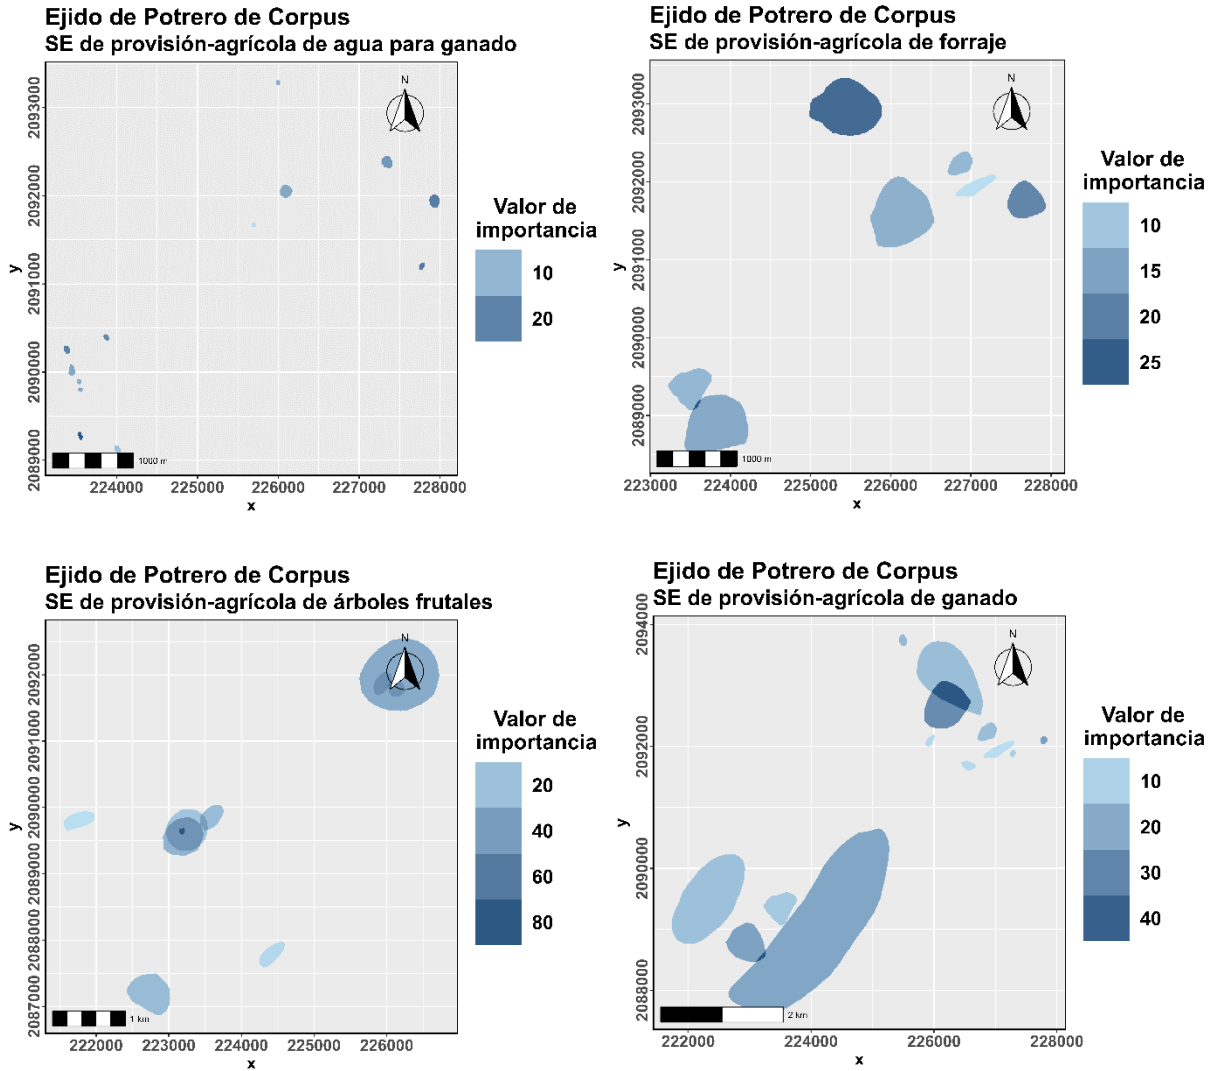 Ejido de Potrero de Corpus
SE de provisión-agrícola de agua para ganado
N
2093000
2092000
2091000
2090000
2089000
y
1000 m
224000 225000 226000 227000 228000
x
Valor de
importancia
10
20
Ejido de Potrero de Corpus
SE de provisión-agrícola de forraje
N
2093000
2092000
2091000
2090000
2089000
y
1000 m
223000 224000 225000 226000 227000 228000
x
Valor de
importancia
10
15
20
25
Ejido de Potrero de Corpus
SE de provisión-agrícola de árboles frutales
N
2092000
2091000
2090000
2089000
2088000
2087000
y
1 km
222000 223000 224000 225000 226000
x
Valor de
importancia
20
40
60
80
Ejido de Potrero de Corpus
SE de provisión-agrícola de ganado
N
2094000
2092000
2090000
2088000
y
2 km
222000 224000 226000 228000
x
Valor de
importancia
10
20
30
40